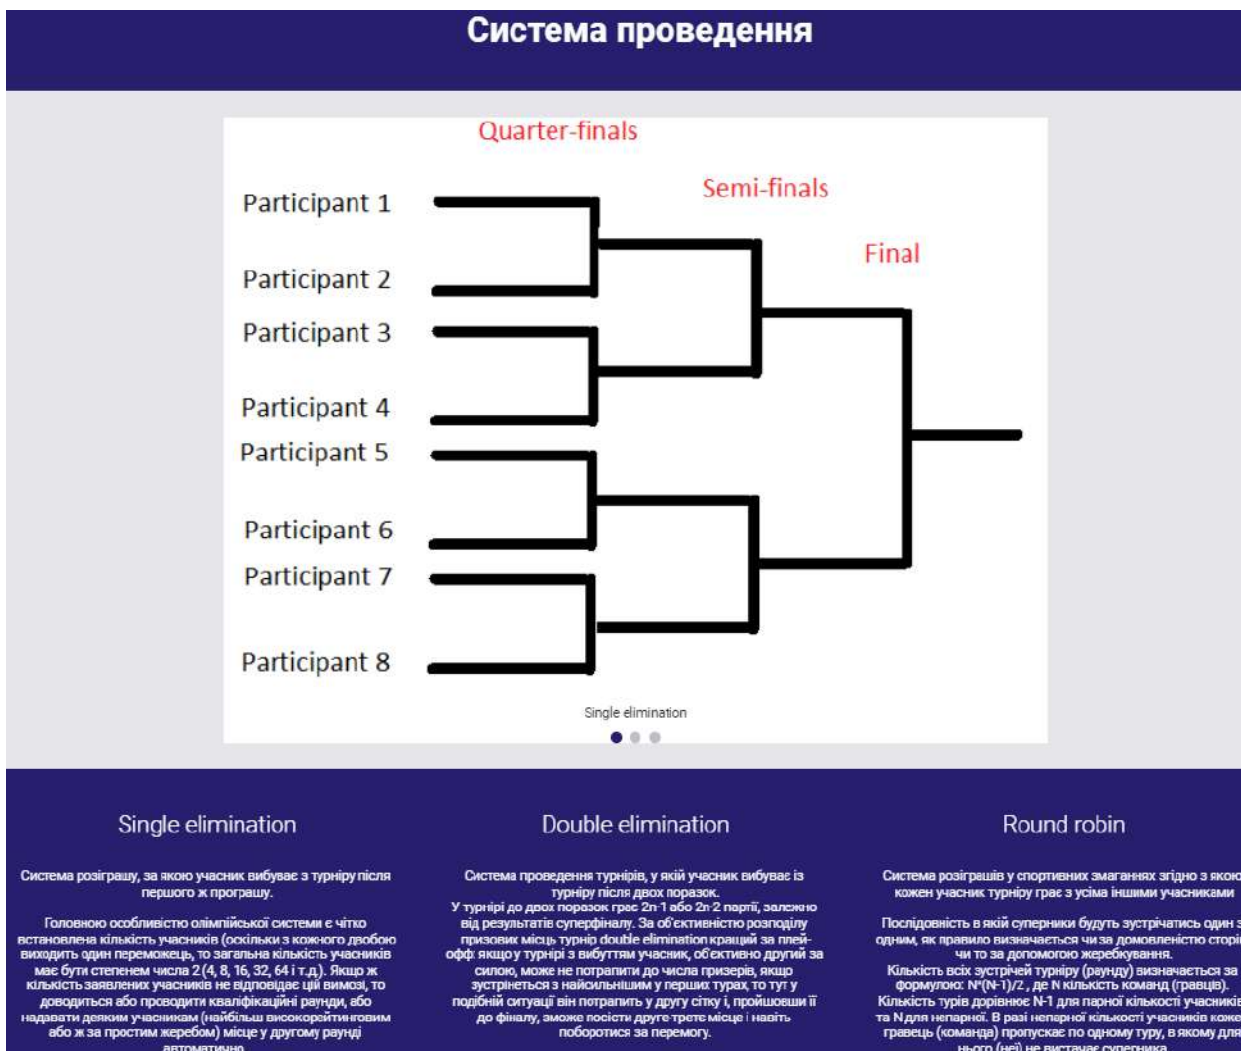 Система проведення
Quarter-finals
Semi-finals
Final
Participant 1
Participant 2
Participant 3
Participant 4
Participant 5
Participant 6
Participant 7
Participant 8
Single elimination
Single elimination
Система розіграшу, за якою учасник вибуває з турніру після
першого ж програшу.
Головною особливістю олімпійської системи є чітко
встановлена кількість учасників (оскільки з кожного двобою
виходить один переможець, то загальна кількість учасників
має бути степенем числа 2 (4, 8, 16, 32, 64 і т.д.). Якщо ж
кількість заявлених учасників не відповідає цій вимозі, то
доводиться або проводити кваліфікаційні раунди, або
надавати деяким учасникам (найбільш високорейтинговим
або ж за простим жеребом) місце у другому раунді
автоматично
Double elimination
Система проведення турнірів, у якій учасник вибуває із
турніру після двох поразок.
У турнірі до двох поразок грає 2n-1 або 2n-2 партії, залежно
від результатів суперфіналу. За об'єктивністю розподілу
призових місць турнір double elimination кращий за плей-
офф: якщо у турнірі з вибуттям учасник, об'єктивно другий за
силою, може не потрапити до числа призерів, якщо
зустрінеться з найсильнішим у перших турах, то тут у
подібній ситуації він потрапить у другу сітку і, пройшовши її
до фіналу, зможе посісти друге-третє місце і навіть
поборотися за перемогу.
Round robin
Система розіграшів у спортивних змаганнях згідно з якою
кожен учасник турніру грає з усіма іншими учасниками
Послідовність в якій суперники будуть зустрічатись один з
одним, як правило визначається чи за домовленістю сторін
чи то за допомогою жеребкування.
Кількість всіх зустрічей турніру (раунду) визначається за
формулою: N*(N-1)/2 , де N кількість команд (гравців).
Кількість турів дорівнює N-1 для парної кількості учасників
та N для непарної. В разі непарної кількості учасників кожен
гравець (команда) пропускає по одному туру, в якому для
нього (неї) не вистачає суперника